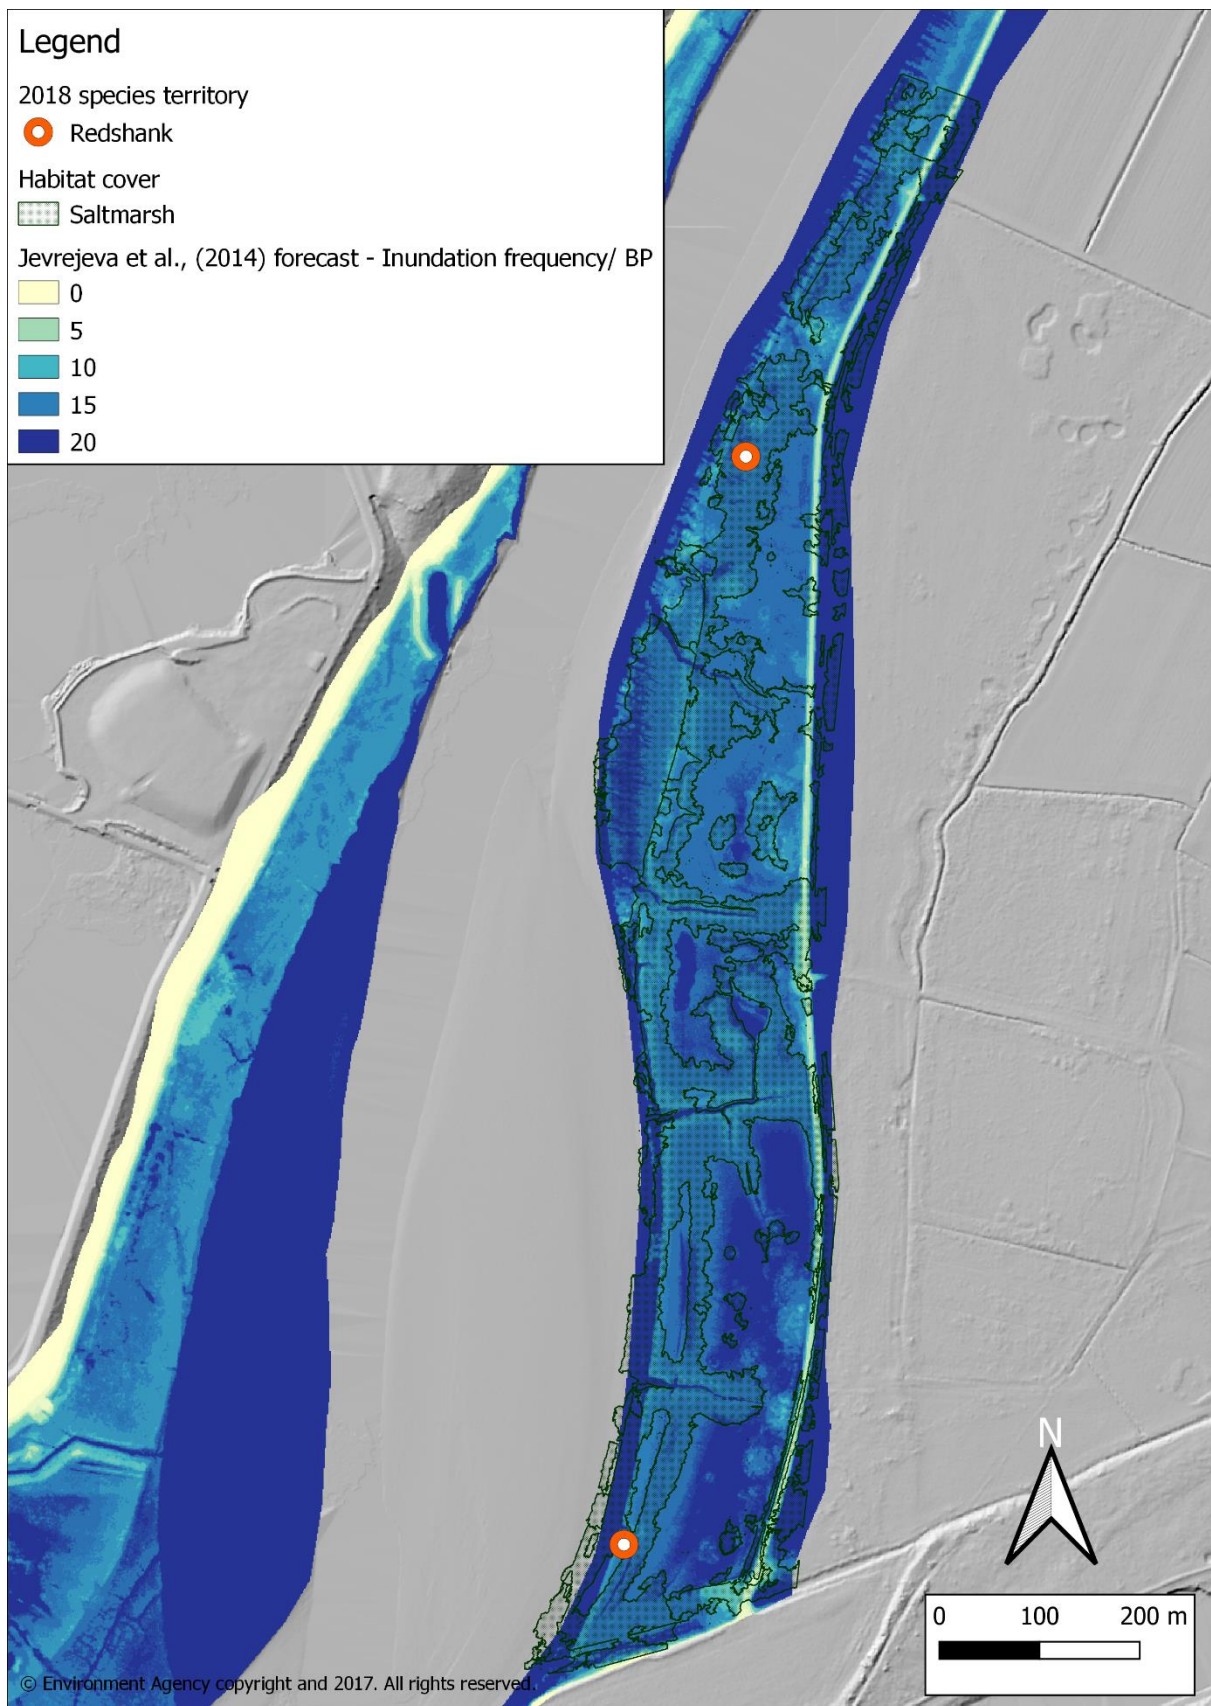 Legend
2018 species territory
Redshank
Habitat cover
Saltmarsh
Jevrejeva et al., (2014) forecast - Inundation frequency/ BP
0
5
10
15
20
N
0 100 200 m
© Environment Agency copyright and 2017. All rights reserved.